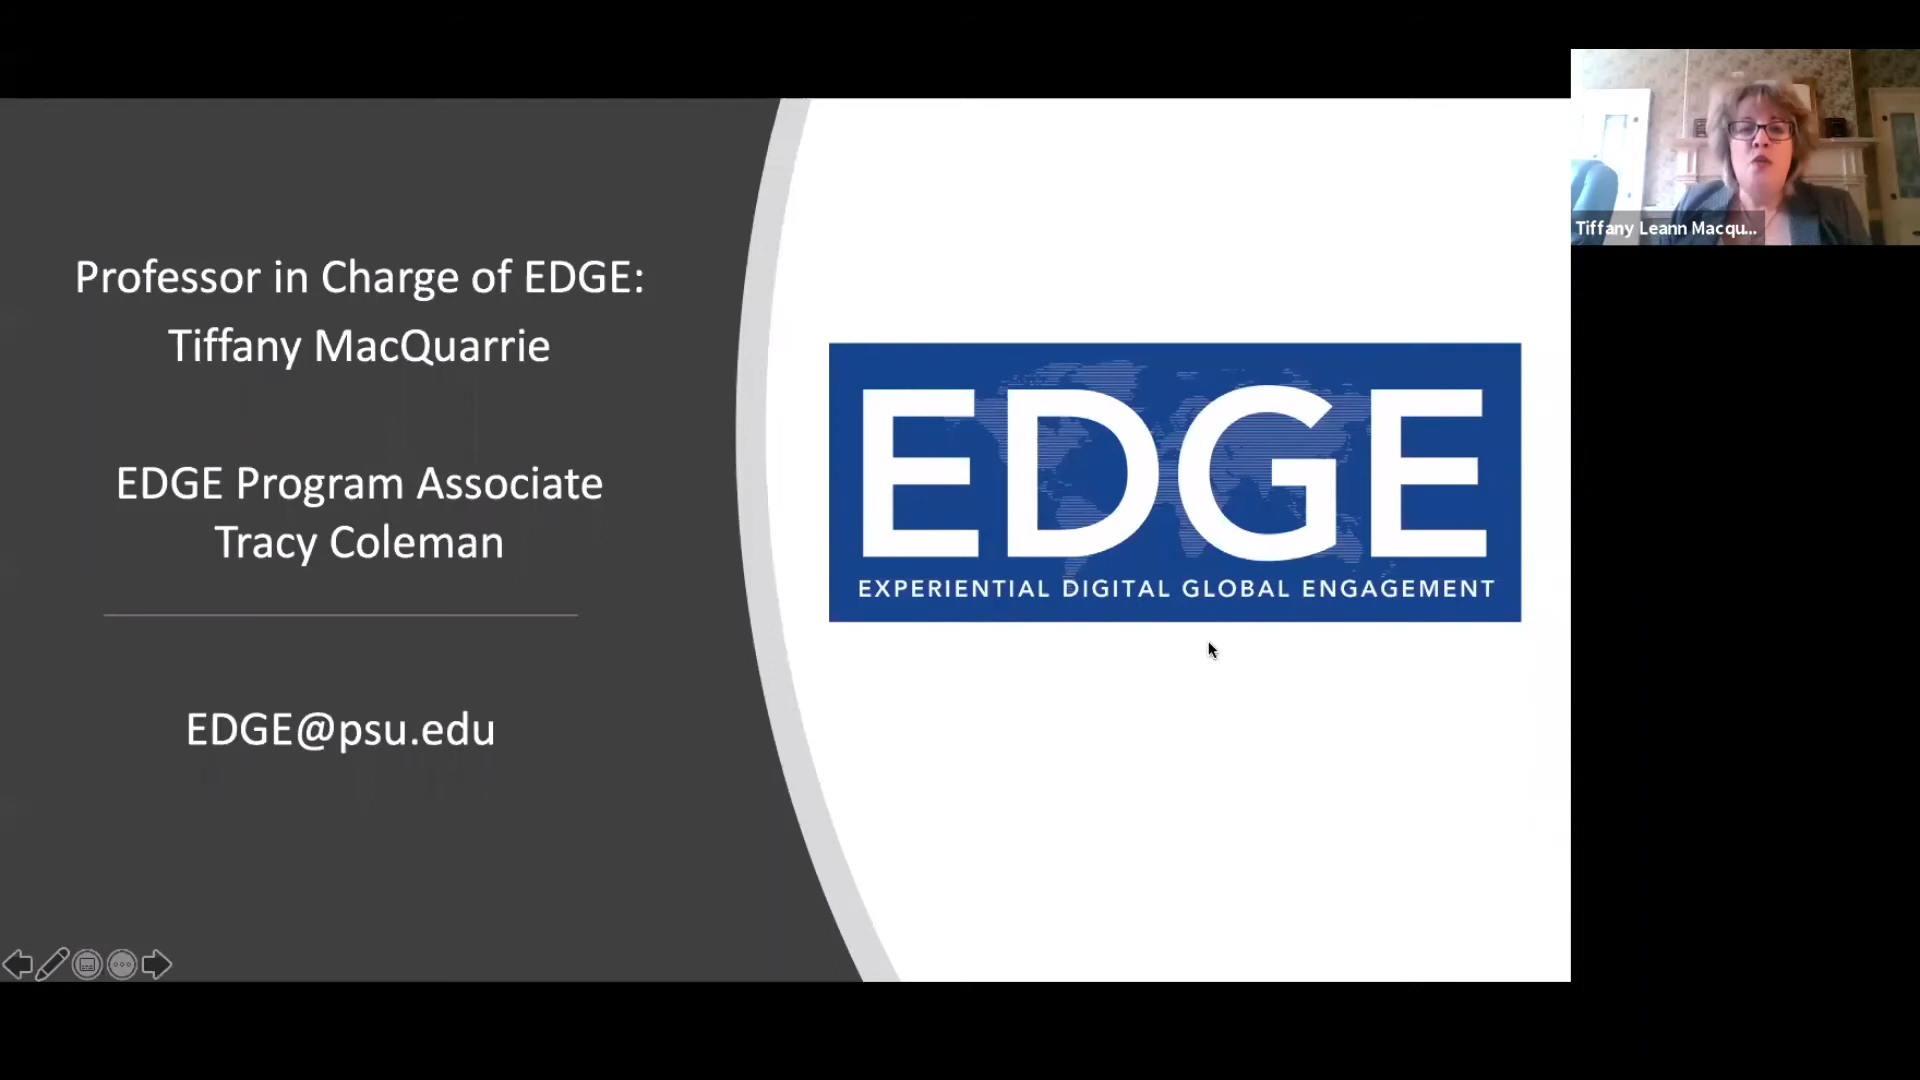 Professor in Charge of EDGE:
Tiffany MacQuarrie
EDGE Program Associate
Tracy Coleman
EDGE@psu.edu
EDGE
EXPERIENTIAL DIGITAL GLOBAL ENGAGEMENT
Tiffany Leann Macqu...